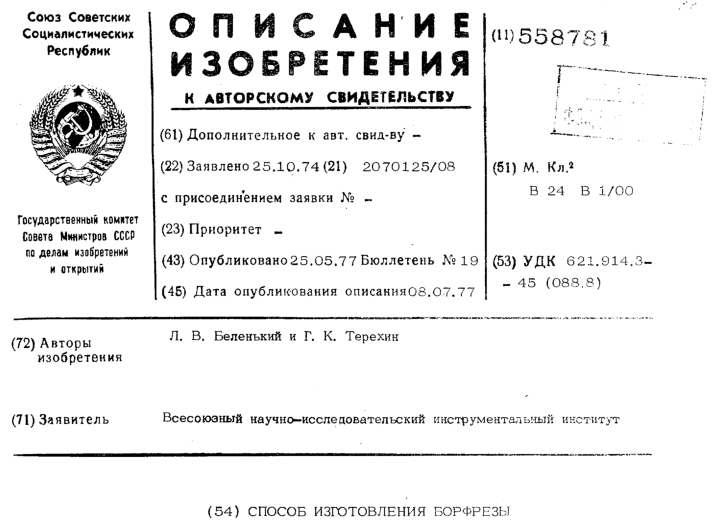 Союз Советских
Социалистических
Республик
Государственный комитет
Совета Министров СССР
по делам изобретений
и открытий
ОПИСАНИЕ
ИЗОБРЕТЕНИЯ
К АВТОРСКОМУ СВИДЕТЕЛЬСТВУ
(11) 558781
(61) Дополнительное к авт. свид-ву –
(22) Заявлено 25.10.74 (21) 2070125/08
с присоединением заявки № –
(23) Приоритет –
(43) Опубликовано 25.05.77 Бюллетень № 19
(45) Дата опубликования описания 08.07.77
(51) М. Кл.²
В 24 В 1/00
(53) УДК 621.914.3–
– 45 (088.8)
(72) Авторы
изобретения
Л. В. Беленький и Г. К. Терехин
(71) Заявитель
Всесоюзный научно-исследовательский инструментальный институт
(54) СПОСОБ ИЗГОТОВЛЕНИЯ БОРФРЕЗЫ